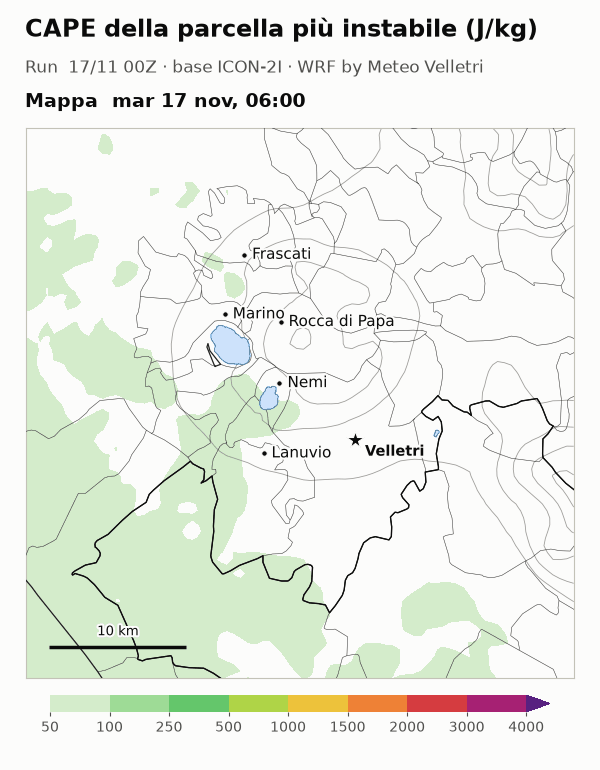 CAPE della parcella più instabile (J/kg)
Run  17/11 00Z · base ICON-2I · WRF by Meteo Velletri
Mappa  mar 17 nov, 06:00
Frascati
Marino
Rocca di Papa
Nemi
Velletri
Lanuvio
10 km
50 100 250 500 1000 1500 2000 3000 4000